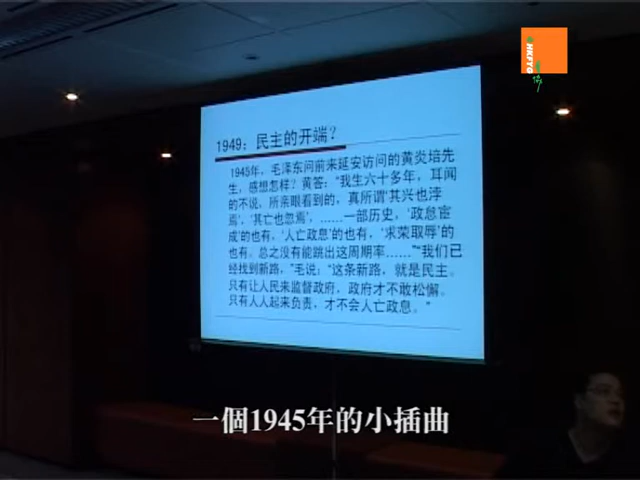 HKFYG
1949：民主的开端？
1945年，毛泽东问前来延安访问的黄炎培先
生，感想怎样？黄答：“我生六十多年，耳闻
的不说，所亲眼看到的，真所谓‘其兴也浡
焉’，‘其亡也忽焉’，……一部历史，‘政怠宦
成’的也有，‘人亡政息’的也有，‘求荣取辱’的
也有。总之没有能跳出这周期率……”“我们已
经找到新路，”毛说：“这条新路，就是民主。
只有让人民来监督政府，政府才不敢松懈。
只有人人起来负责，才不会人亡政息。”
一個1945年的小插曲